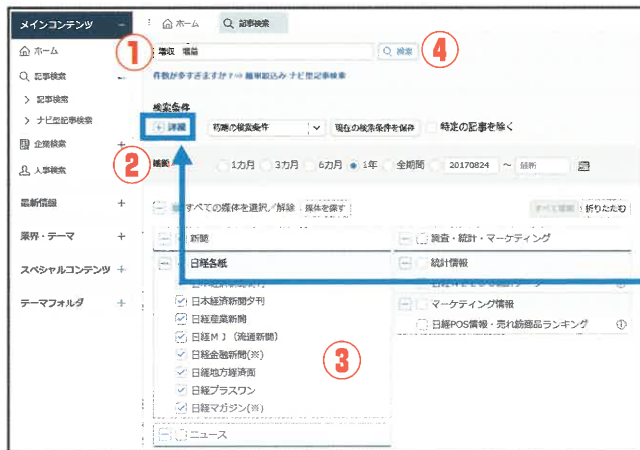 メインコンテンツ －
ホーム
記事検索
> 記事検索
> ナビ型記事検索
企業検索 +
人事検索
最新情報 +
業界・テーマ +
スペシャルコンテンツ +
テーマフォルダ +
ホーム 記事検索
① 増収 増益 検索 ④
件数が多すぎますか？⇒ 簡単絞込み ナビ型記事検索
検索条件
+ 詳細 初期の検索条件 現在の検索条件を保存 特定の記事を除く
②
1カ月 3カ月 6カ月 1年 全期間 20170824 ～ 最新
すべての媒体を選択／解除 媒体を探す 折りたたむ
新聞
日経各紙
日本経済新聞夕刊
日経産業新聞
日経ＭＪ（流通新聞）
日経金融新聞(※)
日経地方経済面
日経プラスワン
日経マガジン(※)
ニュース
③
調査・統計・マーケティング
統計情報
マーケティング情報
日経POS情報・売れ筋商品ランキング